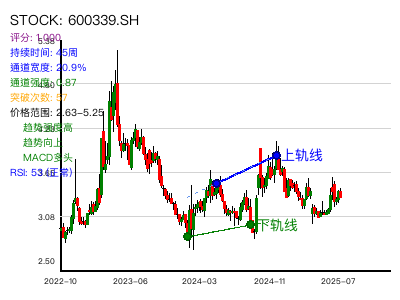 STOCK: 600339.SH
评分: 1.000
5.38
持续时间: 45周
通道宽度: 20.9%
通道强度: 0.87
突破次数: 57
价格范围: 2.63~5.25
趋势强度高
趋势向上
MACD多头
RSI: 53.6(正常)
上轨线
下轨线
3.08
2.50
2022-10
2023-06
2024-03
2024-11
2025-07